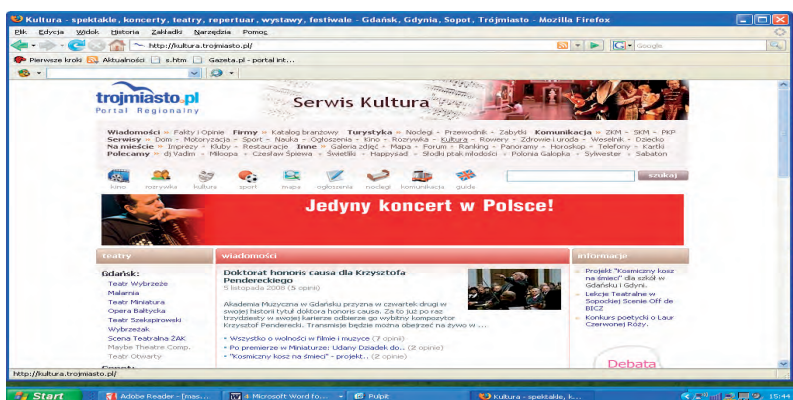 Kultura - spektakle, koncerty, teatry, repertuar, wystawy, festiwale - Gdańsk, Gdynia, Sopot, Trójmiasto - Mozilla Firefox
Plik Edycja Widok Historia Zakładki Narzędzia Pomoc
http://kultura.trojmiasto.pl/
Google
Pierwsze kroki Aktualności s.htm Gazeta.pl - portal int...
trojmiasto.pl
Portal Regionalny
Serwis Kultura
Wiadomości » Fakty i Opinie Firmy » Katalog branżowy Turystyka » Noclegi - Przewodnik - Zabytki Komunikacja » ZKM - SKM - PKP
Serwisy » Dom - Motoryzacja - Sport - Nauka - Ogłoszenia - Kino - Rozrywka - Kultura - Rowery - Zdrowie i uroda - Weselnik - Dziecko
Na mieście » Imprezy - Kluby - Restauracje Inne » Galeria zdjęć - Mapa - Forum - Ranking - Panoramy - Horoskop - Telefony - Kartki
Polecamy » dj Vadim - Miloopa - Czesław Śpiewa - Świetliki - Happysad - Słodki ptak młodości - Polonia Galopka - Sylwester - Sabaton
kino rozrywka kultura sport mapa ogłoszenia noclegi komunikacja guide
szukaj
Jedyny koncert w Polsce!
teatry
Gdańsk:
Teatr Wybrzeże
Malarnia
Teatr Miniatura
Opera Bałtycka
Teatr Szekspirowski
Wybrzeżak
Scena Teatralna ŻAK
Maybe Theatre Comp.
Teatr Otwarty
wiadomości
Doktorat honoris causa dla Krzysztofa
Pendereckiego
5 listopada 2008 (5 opinii)
Akademia Muzyczna w Gdańsku przyzna w czwartek drugi w
swojej historii tytuł doktora honoris causa. Za to już po raz
trzydziesty w swojej karierze odbierze go wybitny kompozytor
Krzysztof Penderecki. Transmisje będzie można obejrzeć na żywo w ...
Wszystko o wolności w filmie i muzyce (7 opinii)
Po premierze w Miniaturze: Udany Dziadek do.. (2 opinie)
"Kosmiczny kosz na śmieci" - projekt.. (2 opinie)
informacje
Projekt "Kosmiczny kosz
na śmieci" dla szkół w
Gdańsku i Gdyni.
Lekcje Teatralne w
Sopockiej Scenie Off de
BICZ
Konkurs poetycki o Laur
Czerwonej Róży.
Debata
http://kultura.trojmiasto.pl/
Start
Adobe Reader - [mas...
4 Microsoft Word fo...
Pulpit
Kultura - spektakle, k...
15:44